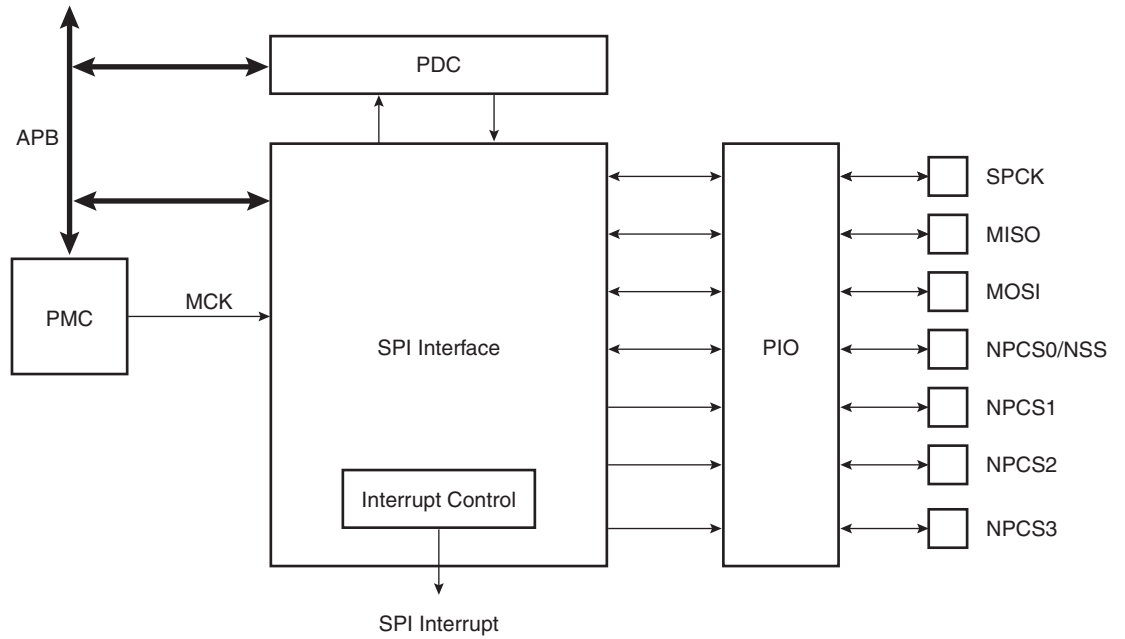 PDC
APB
SPCK
MISO
MCK
MOSI
PMC
SPI Interface
PIO
NPCS0/NSS
NPCS1
NPCS2
Interrupt Control
NPCS3
SPI Interrupt